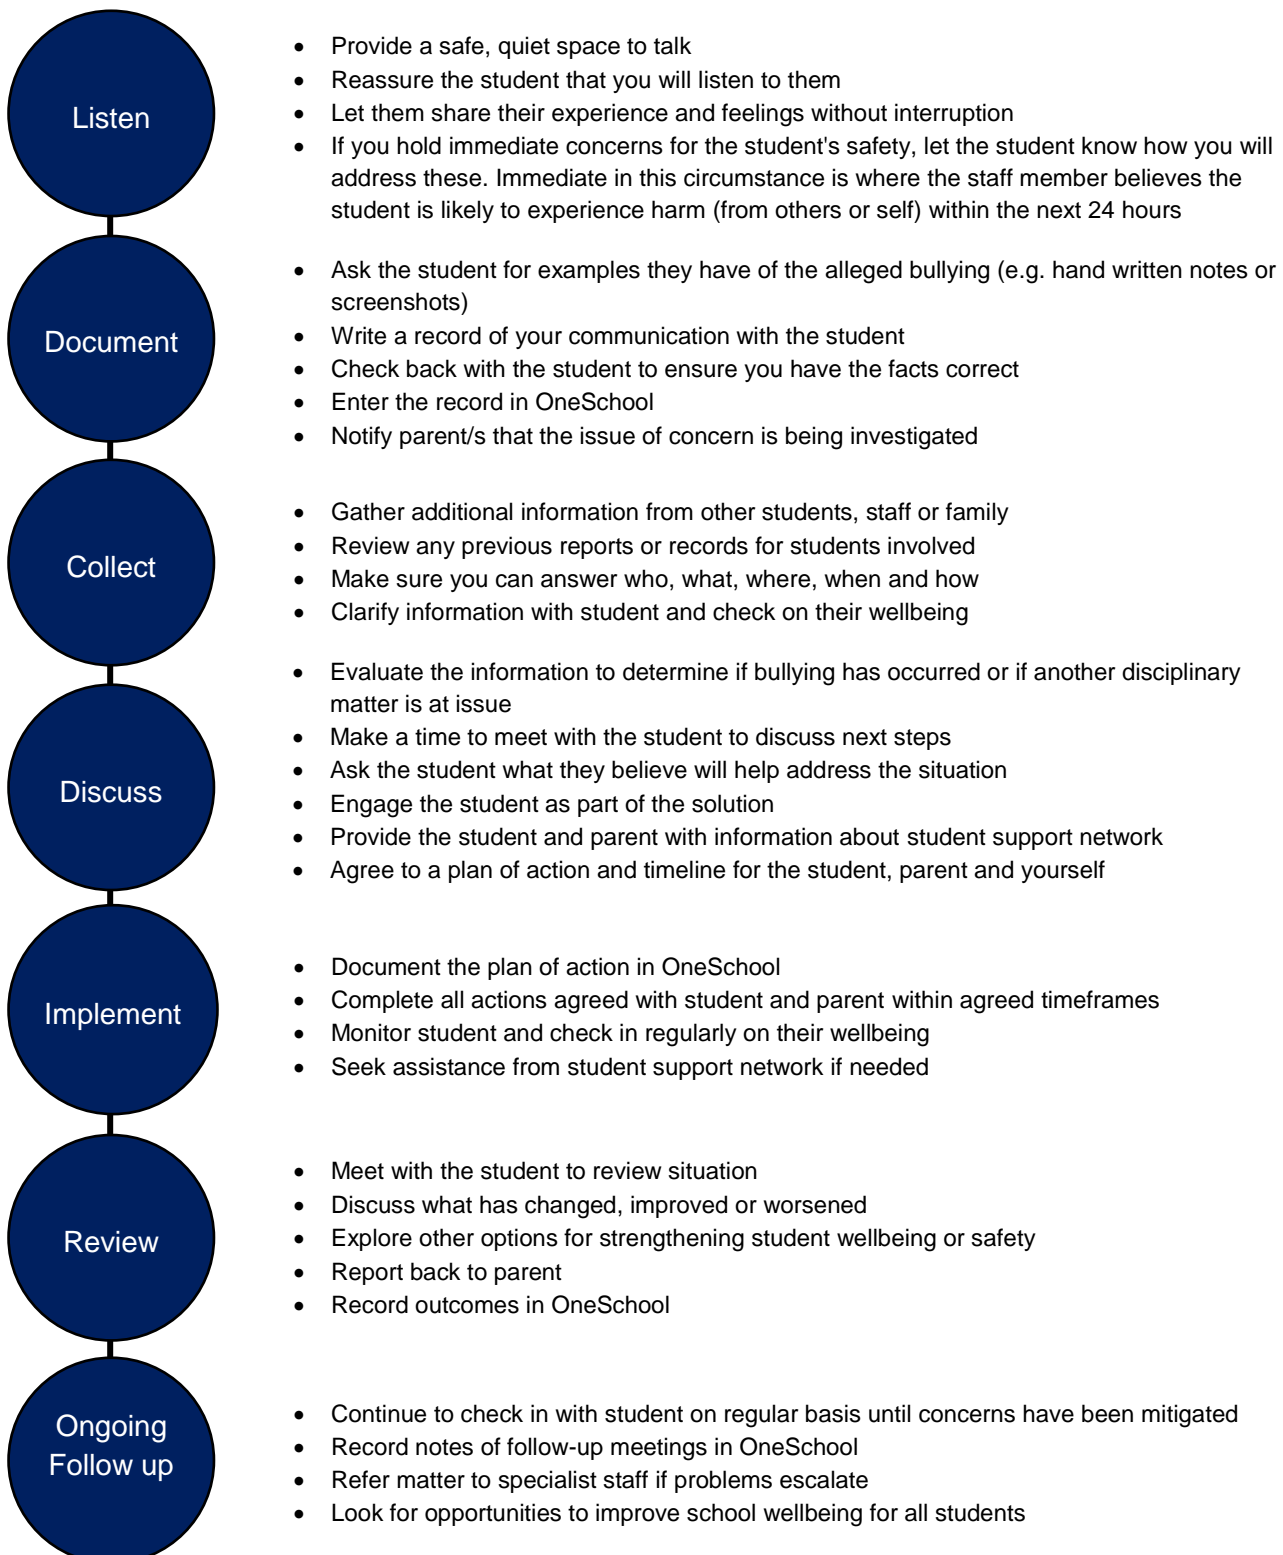 Listen
• Provide a safe, quiet space to talk
• Reassure the student that you will listen to them
• Let them share their experience and feelings without interruption
• If you hold immediate concerns for the student's safety, let the student know how you will
address these. Immediate in this circumstance is where the staff member believes the
student is likely to experience harm (from others or self) within the next 24 hours
Document
• Ask the student for examples they have of the alleged bullying (e.g. hand written notes or
screenshots)
• Write a record of your communication with the student
• Check back with the student to ensure you have the facts correct
• Enter the record in OneSchool
• Notify parent/s that the issue of concern is being investigated
Collect
• Gather additional information from other students, staff or family
• Review any previous reports or records for students involved
• Make sure you can answer who, what, where, when and how
• Clarify information with student and check on their wellbeing
Discuss
• Evaluate the information to determine if bullying has occurred or if another disciplinary
matter is at issue
• Make a time to meet with the student to discuss next steps
• Ask the student what they believe will help address the situation
• Engage the student as part of the solution
• Provide the student and parent with information about student support network
• Agree to a plan of action and timeline for the student, parent and yourself
Implement
• Document the plan of action in OneSchool
• Complete all actions agreed with student and parent within agreed timeframes
• Monitor student and check in regularly on their wellbeing
• Seek assistance from student support network if needed
Review
• Meet with the student to review situation
• Discuss what has changed, improved or worsened
• Explore other options for strengthening student wellbeing or safety
• Report back to parent
• Record outcomes in OneSchool
Ongoing
Follow up
• Continue to check in with student on regular basis until concerns have been mitigated
• Record notes of follow-up meetings in OneSchool
• Refer matter to specialist staff if problems escalate
• Look for opportunities to improve school wellbeing for all students